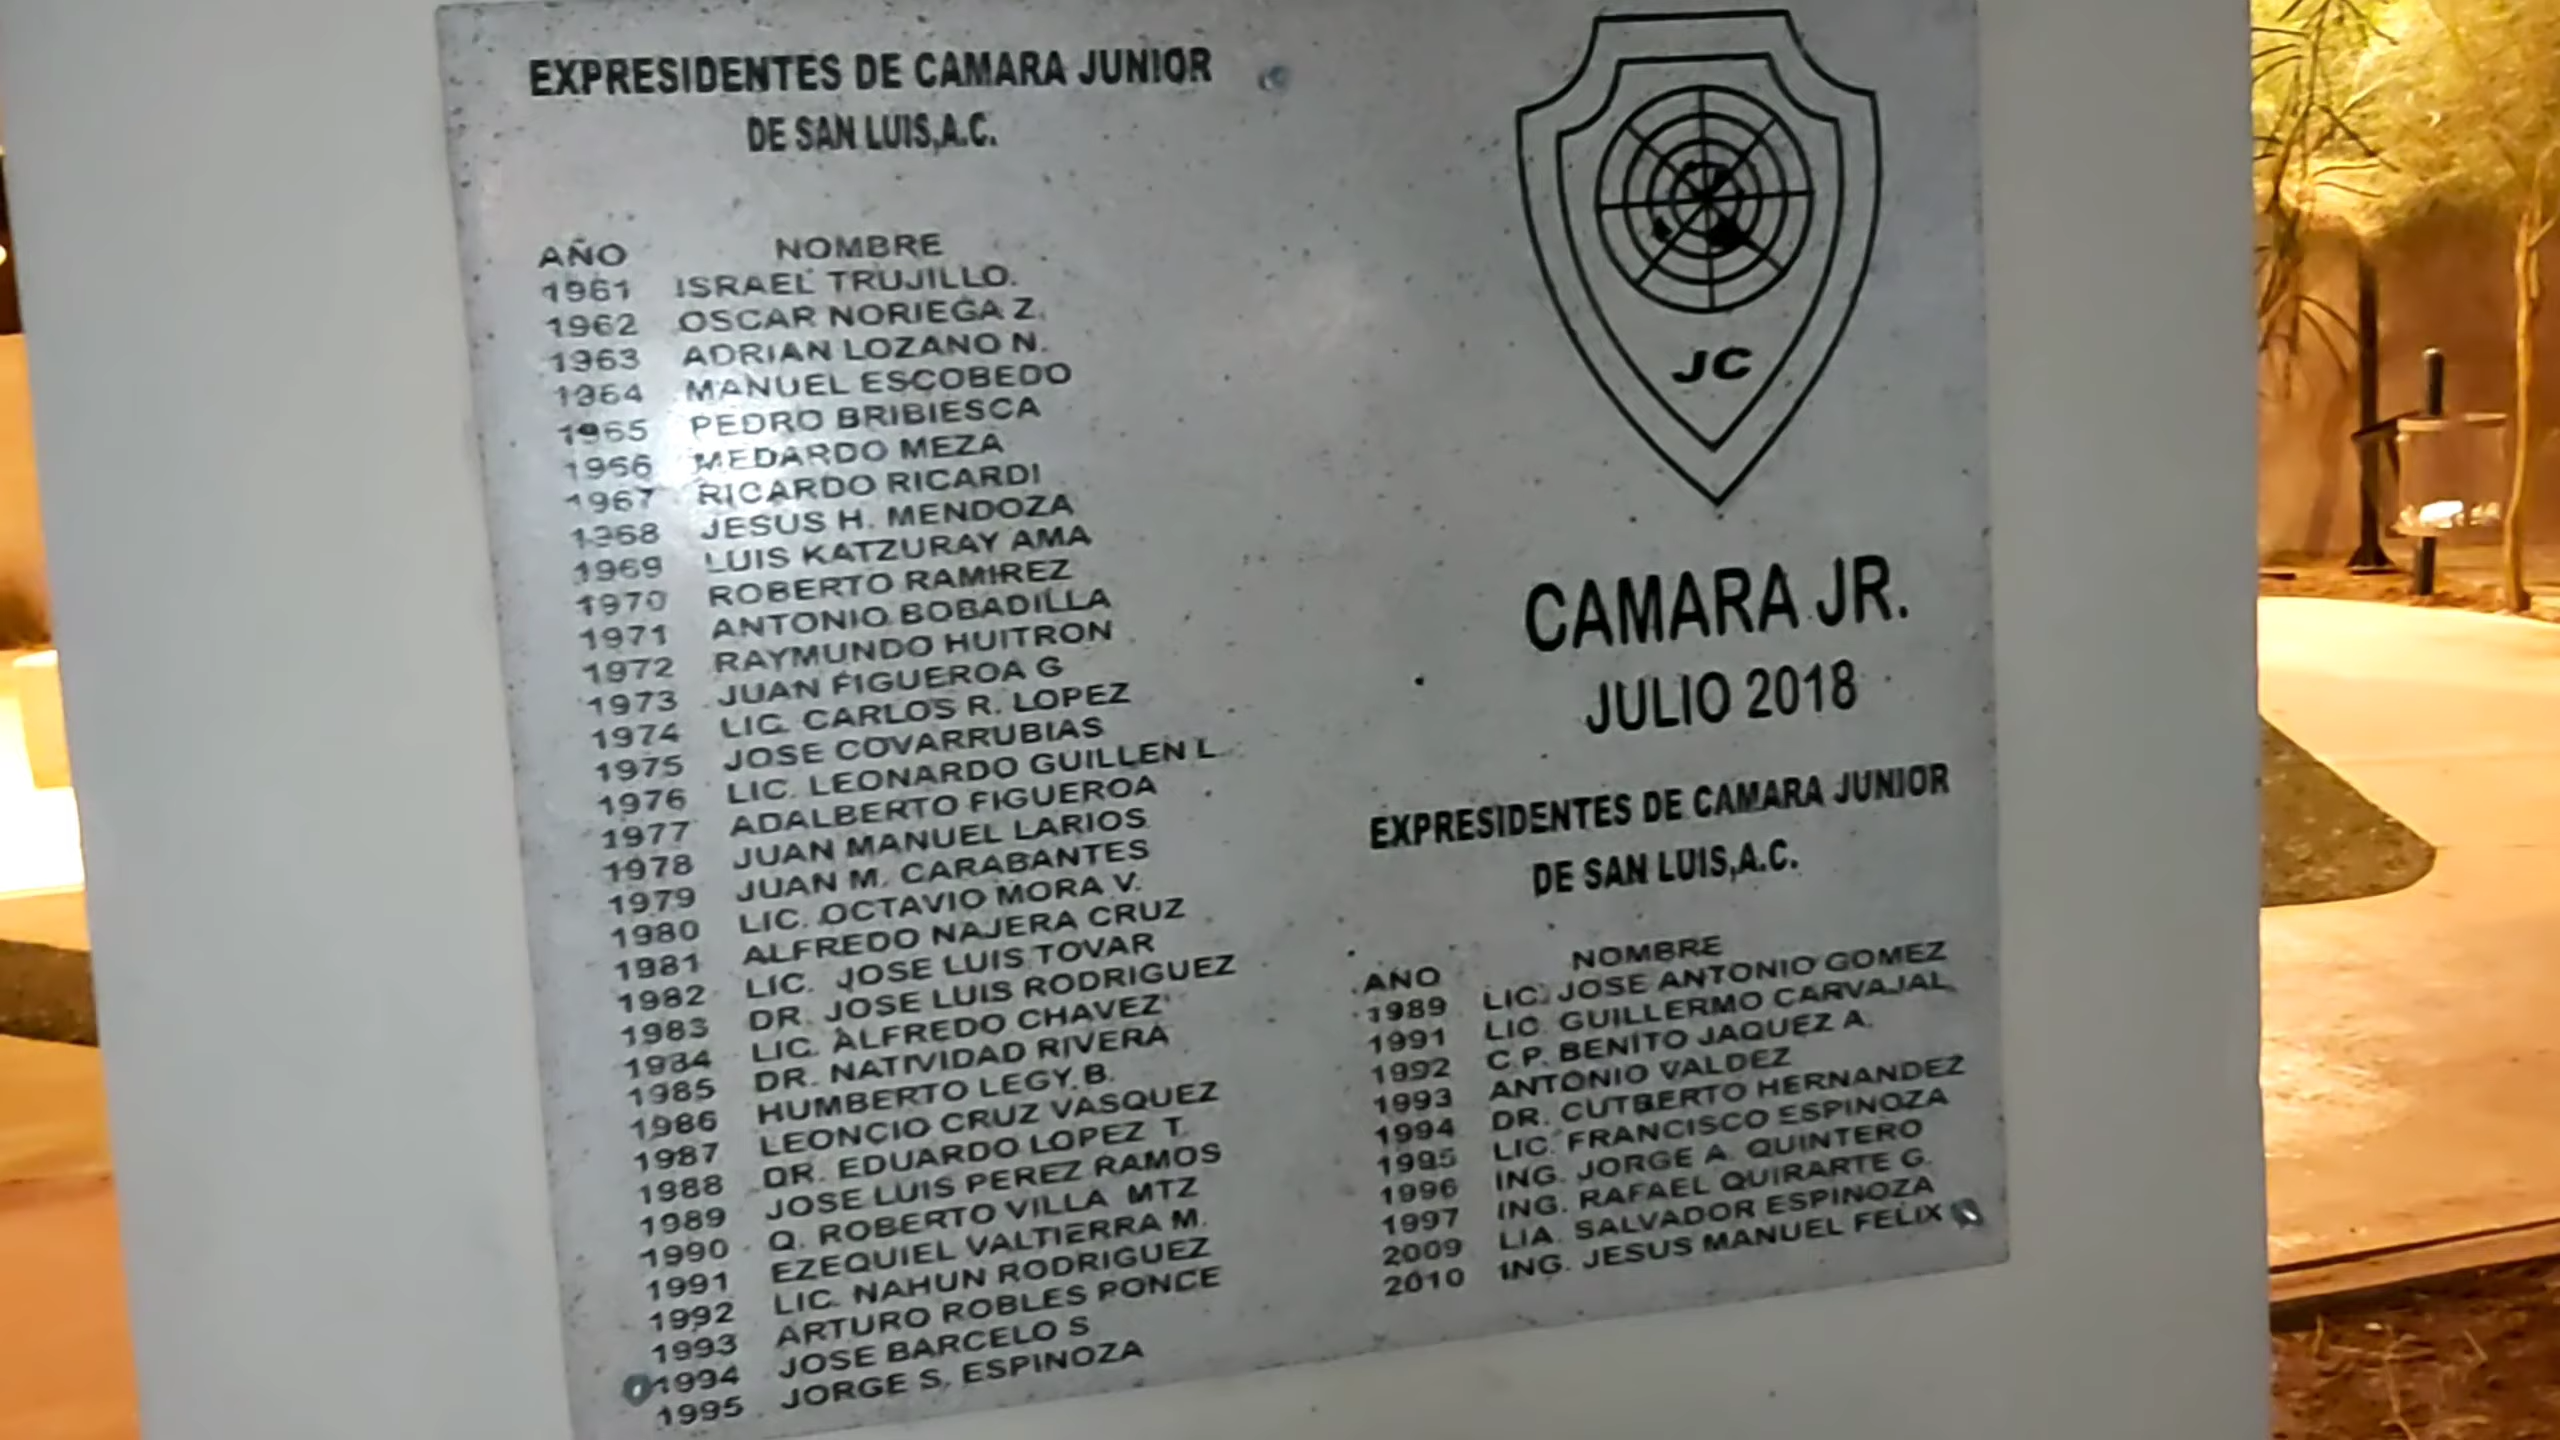 EXPRESIDENTES DE CAMARA JUNIOR
DE SAN LUIS,A.C.
AÑO NOMBRE
1961 ISRAEL TRUJILLO.
1962 OSCAR NORIEGA Z.
1963 ADRIAN LOZANO N.
1964 MANUEL ESCOBEDO
1965 PEDRO BRIBIESCA
1966 MEDARDO MEZA
1967 RICARDO RICARDI
1968 JESUS H. MENDOZA
1969 LUIS KATZURAY AMA
1970 ROBERTO RAMIREZ
1971 ANTONIO BOBADILLA
1972 RAYMUNDO HUITRON
1973 JUAN FIGUEROA G
1974 LIC. CARLOS R. LOPEZ
1975 JOSE COVARRUBIAS
1976 LIC. LEONARDO GUILLEN L.
1977 ADALBERTO FIGUEROA
1978 JUAN MANUEL LARIOS
1979 JUAN M. CARABANTES
1980 LIC. OCTAVIO MORA V.
1981 ALFREDO NAJERA CRUZ
1982 LIC. JOSE LUIS TOVAR
1983 DR. JOSE LUIS RODRIGUEZ
1984 LIC. ALFREDO CHAVEZ
1985 DR. NATIVIDAD RIVERA
1986 HUMBERTO LEGY B.
1987 LEONCIO CRUZ VASQUEZ
1988 DR. EDUARDO LOPEZ T.
1989 JOSE LUIS PEREZ RAMOS
1990 Q. ROBERTO VILLA MTZ
1991 EZEQUIEL VALTIERRA M.
1992 LIC. NAHUN RODRIGUEZ
1993 ARTURO ROBLES PONCE
1994 JOSE BARCELO S
1995 JORGE S. ESPINOZA
JC
CAMARA JR.
JULIO 2018
EXPRESIDENTES DE CAMARA JUNIOR
DE SAN LUIS,A.C.
AÑO NOMBRE
1989 LIC. JOSE ANTONIO GOMEZ
1991 LIC. GUILLERMO CARVAJAL
1992 C.P. BENITO JAQUEZ A.
1993 ANTONIO VALDEZ
1994 DR. CUTBERTO HERNANDEZ
1995 LIC. FRANCISCO ESPINOZA
1996 ING. JORGE A. QUINTERO
1997 ING. RAFAEL QUIRARTE G.
2009 LIA. SALVADOR ESPINOZA
2010 ING. JESUS MANUEL FELIX